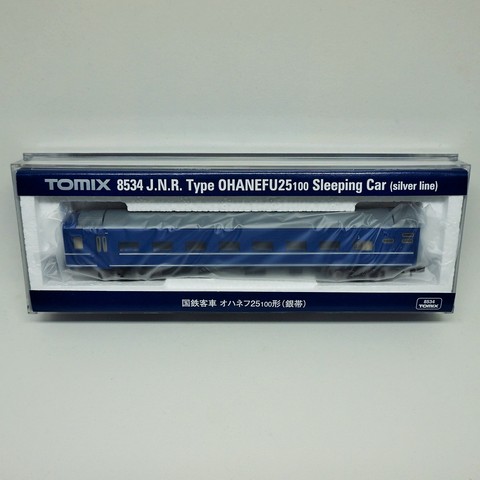 TOMIX 8534 J.N.R. Type OHANEFU25100 Sleeping Car (silver line)
国鉄客車 オハネフ25100形(銀帯)
8534
TOMIX